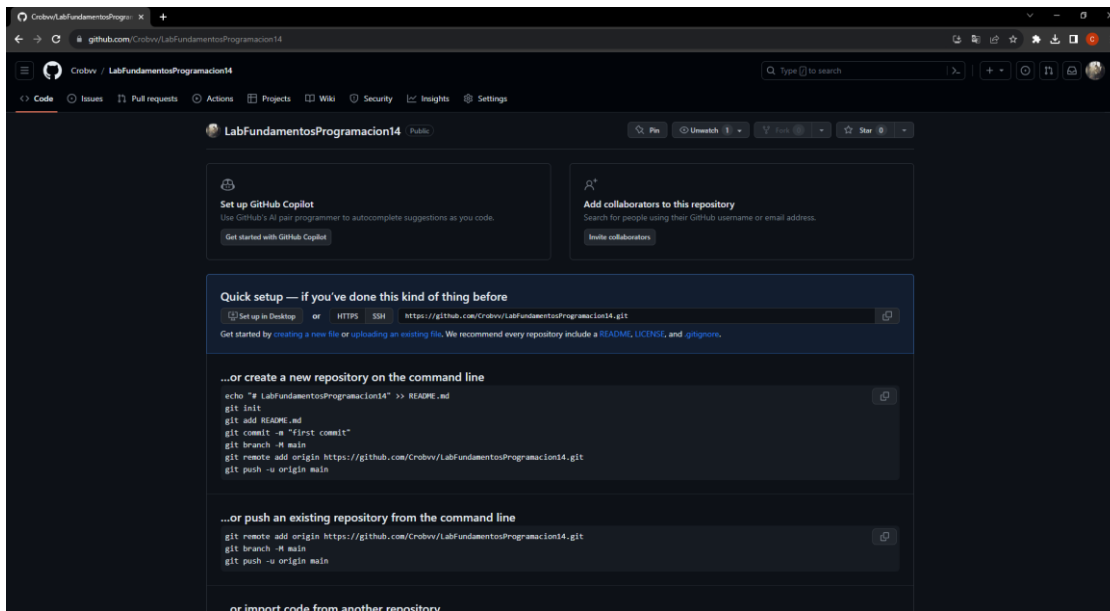 Crobvv/LabFundamentosProgra
github.com/Crobvv/LabFundamentosProgramacion14
Crobvv / LabFundamentosProgramacion14
Type / to search
Code Issues Pull requests Actions Projects Wiki Security Insights Settings
LabFundamentosProgramacion14 Public
Pin Unwatch 1 Fork 0 Star 0
Set up GitHub Copilot
Use GitHub's AI pair programmer to autocomplete suggestions as you code.
Get started with GitHub Copilot
Add collaborators to this repository
Search for people using their GitHub username or email address.
Invite collaborators
Quick setup — if you've done this kind of thing before
Set up in Desktop or HTTPS SSH https://github.com/Crobvv/LabFundamentosProgramacion14.git
Get started by creating a new file or uploading an existing file. We recommend every repository include a README, LICENSE, and .gitignore.
...or create a new repository on the command line
echo "# LabFundamentosProgramacion14" >> README.md
git init
git add README.md
git commit -m "first commit"
git branch -M main
git remote add origin https://github.com/Crobvv/LabFundamentosProgramacion14.git
git push -u origin main
...or push an existing repository from the command line
git remote add origin https://github.com/Crobvv/LabFundamentosProgramacion14.git
git branch -M main
git push -u origin main
...or import code from another repository